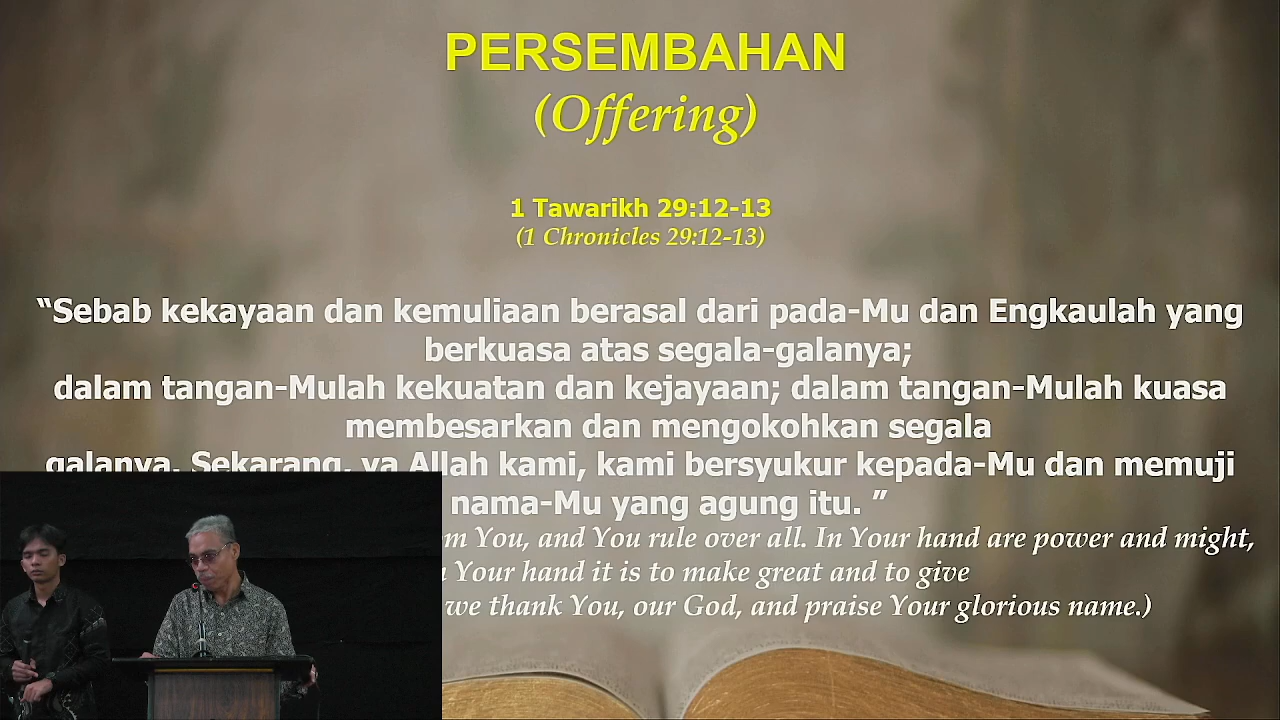 PERSEMBAHAN
(Offering)
1 Tawarikh 29:12-13
(1 Chronicles 29:12-13)
“Sebab kekayaan dan kemuliaan berasal dari pada-Mu dan Engkaulah yang
berkuasa atas segala-galanya;
dalam tangan-Mulah kekuatan dan kejayaan; dalam tangan-Mulah kuasa
membesarkan dan mengokohkan segala
galanya. Sekarang, ya Allah kami, kami bersyukur kepada-Mu dan memuji
nama-Mu yang agung itu. ”
You, and You rule over all. In Your hand are power and might,
Your hand it is to make great and to give
we thank You, our God, and praise Your glorious name.)